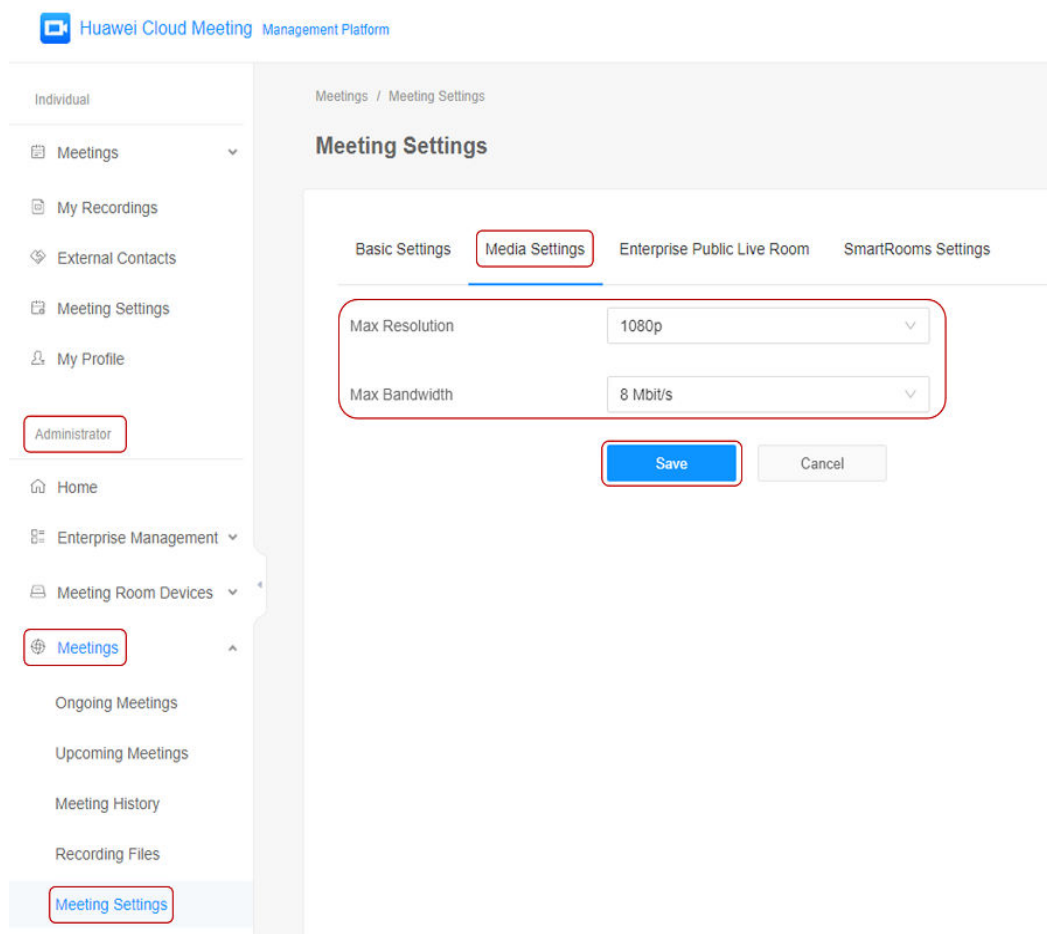 Huawei Cloud Meeting Management Platform
Individual
Meetings
My Recordings
External Contacts
Meeting Settings
My Profile
Administrator
Home
Enterprise Management
Meeting Room Devices
Meetings
Ongoing Meetings
Upcoming Meetings
Meeting History
Recording Files
Meeting Settings
Meetings / Meeting Settings
Meeting Settings
Basic Settings Media Settings Enterprise Public Live Room SmartRooms Settings
Max Resolution 1080p
Max Bandwidth 8 Mbit/s
Save Cancel